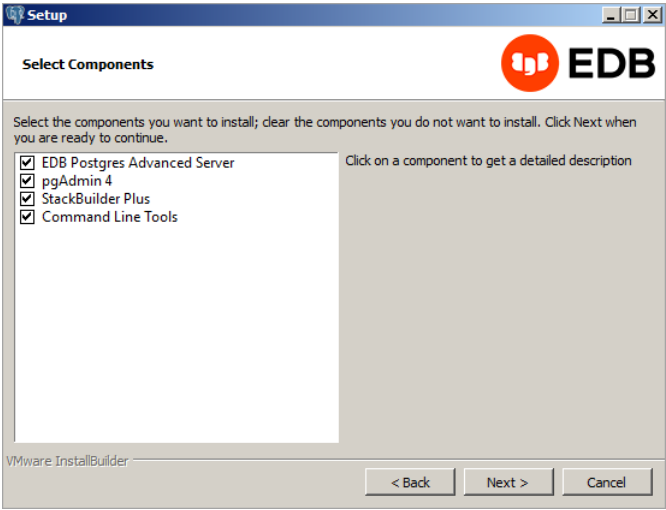 Setup
Select Components
EDB
Select the components you want to install; clear the components you do not want to install. Click Next when
you are ready to continue.
EDB Postgres Advanced Server
pgAdmin 4
StackBuilder Plus
Command Line Tools
Click on a component to get a detailed description
VMware InstallBuilder
< Back
Next >
Cancel